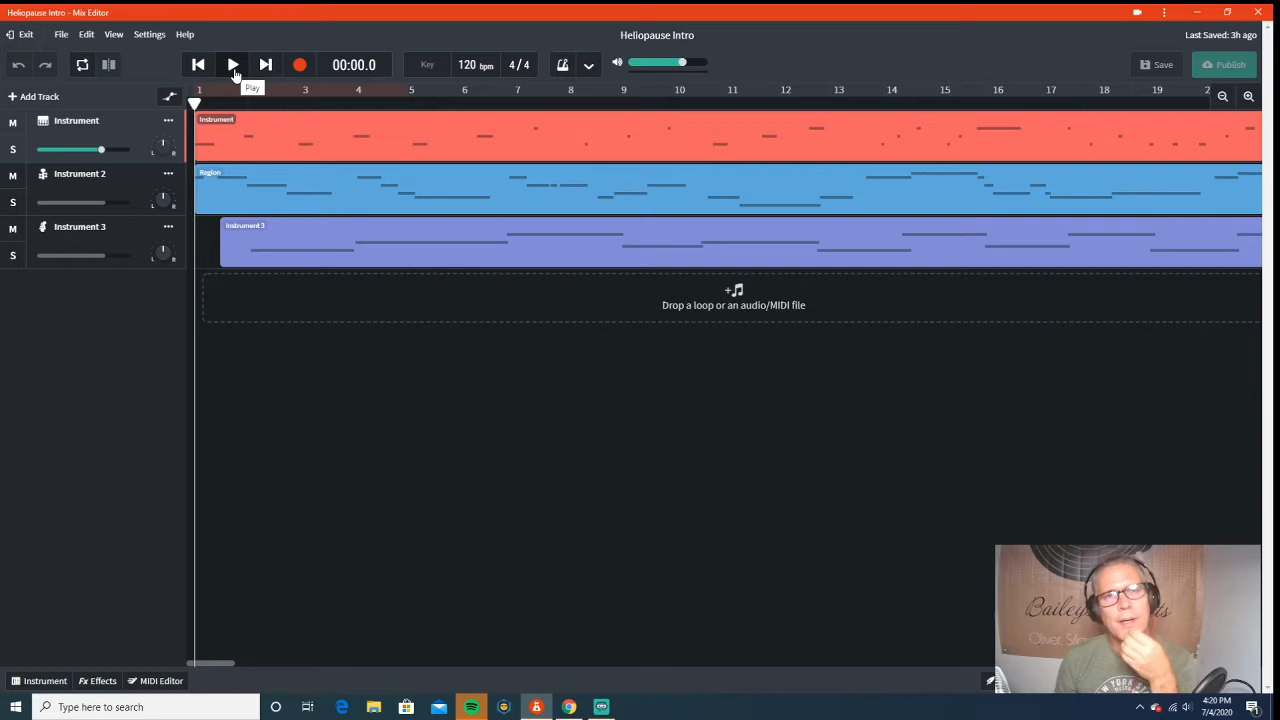 Heliopause Intro - Mix Editor
Exit File Edit View Settings Help
Heliopause Intro
Last Saved: 3h ago
00:00.0
Key
120 bpm
4 / 4
Save
Publish
Play
+ Add Track
1 3 4 5 6 7 8 9 10 11 12 13 14 15 16 17 18 19 2
M Instrument
S
L R
Instrument
M Instrument 2
S
L R
Region
M Instrument 3
S
L R
Instrument 3
Drop a loop or an audio/MIDI file
Instrument
fx Effects
MIDI Editor
Oliver,
NEW YORK
Type here to search
4:20 PM
7/4/2020